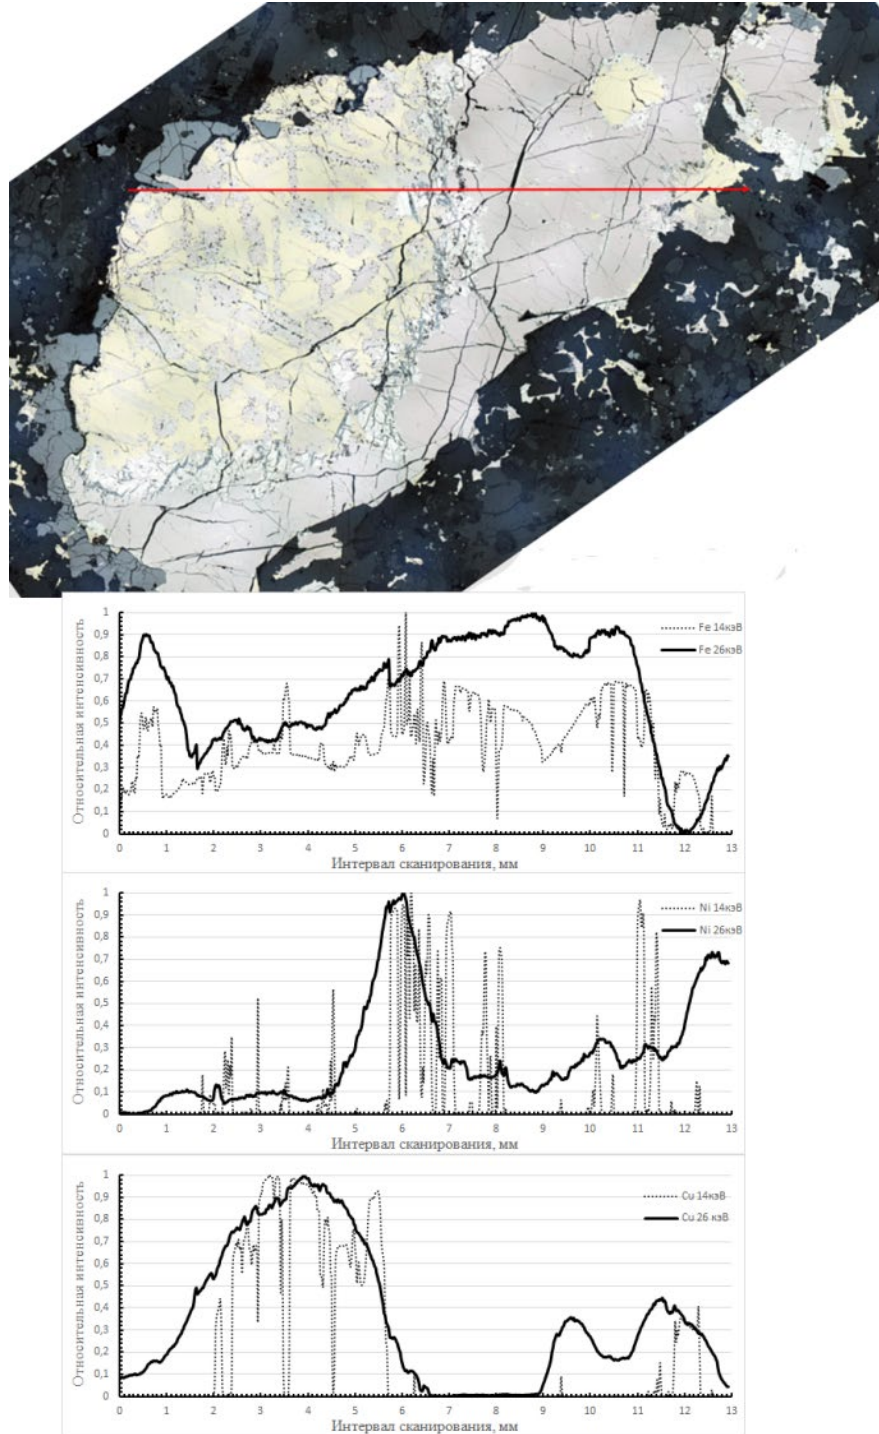 Относительная интенсивность
1
0,9
0,8
0,7
0,6
0,5
0,4
0,3
0,2
0,1
0
Fe 14кэВ
Fe 26кэВ
0 1 2 3 4 5 6 7 8 9 10 11 12 13
Интервал сканирования, мм
Относительная интенсивность
1
0,9
0,8
0,7
0,6
0,5
0,4
0,3
0,2
0,1
0
Ni 14кэВ
Ni 26кэВ
0 1 2 3 4 5 6 7 8 9 10 11 12 13
Интервал сканирования, мм
Относительная интенсивность
1
0,9
0,8
0,7
0,6
0,5
0,4
0,3
0,2
0,1
0
Cu 14кэВ
Cu 26 кэВ
0 1 2 3 4 5 6 7 8 9 10 11 12 13
Интервал сканирования, мм